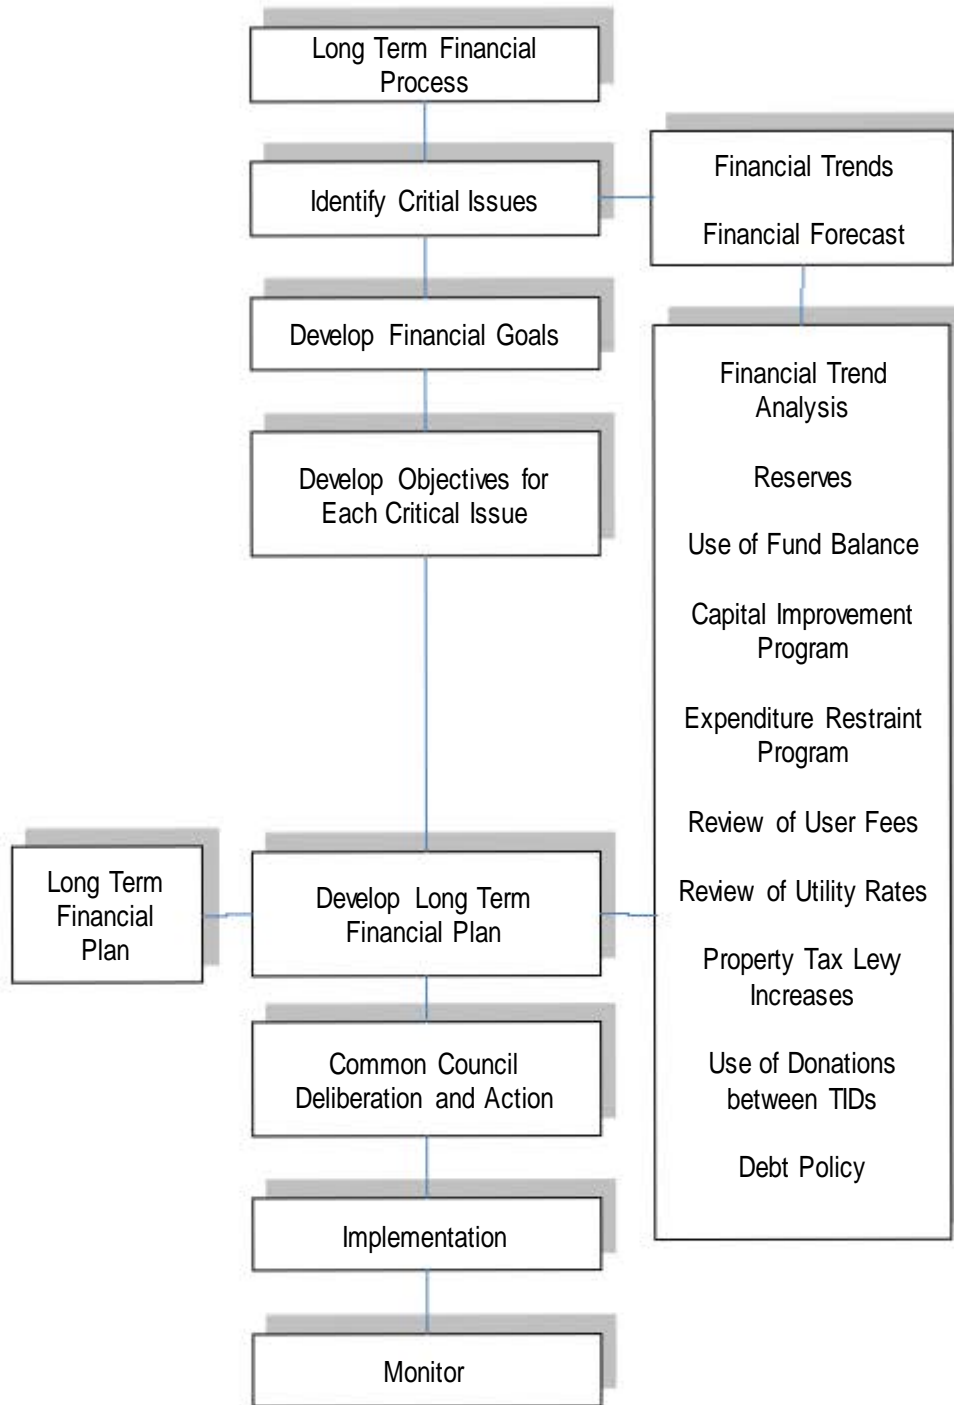 Long Term Financial
Process
Identify Critial Issues
Financial Trends
Financial Forecast
Develop Financial Goals
Develop Objectives for
Each Critical Issue
Financial Trend
Analysis
Reserves
Use of Fund Balance
Capital Improvement
Program
Expenditure Restraint
Program
Review of User Fees
Review of Utility Rates
Property Tax Levy
Increases
Use of Donations
between TIDs
Debt Policy
Long Term
Financial
Plan
Develop Long Term
Financial Plan
Common Council
Deliberation and Action
Implementation
Monitor